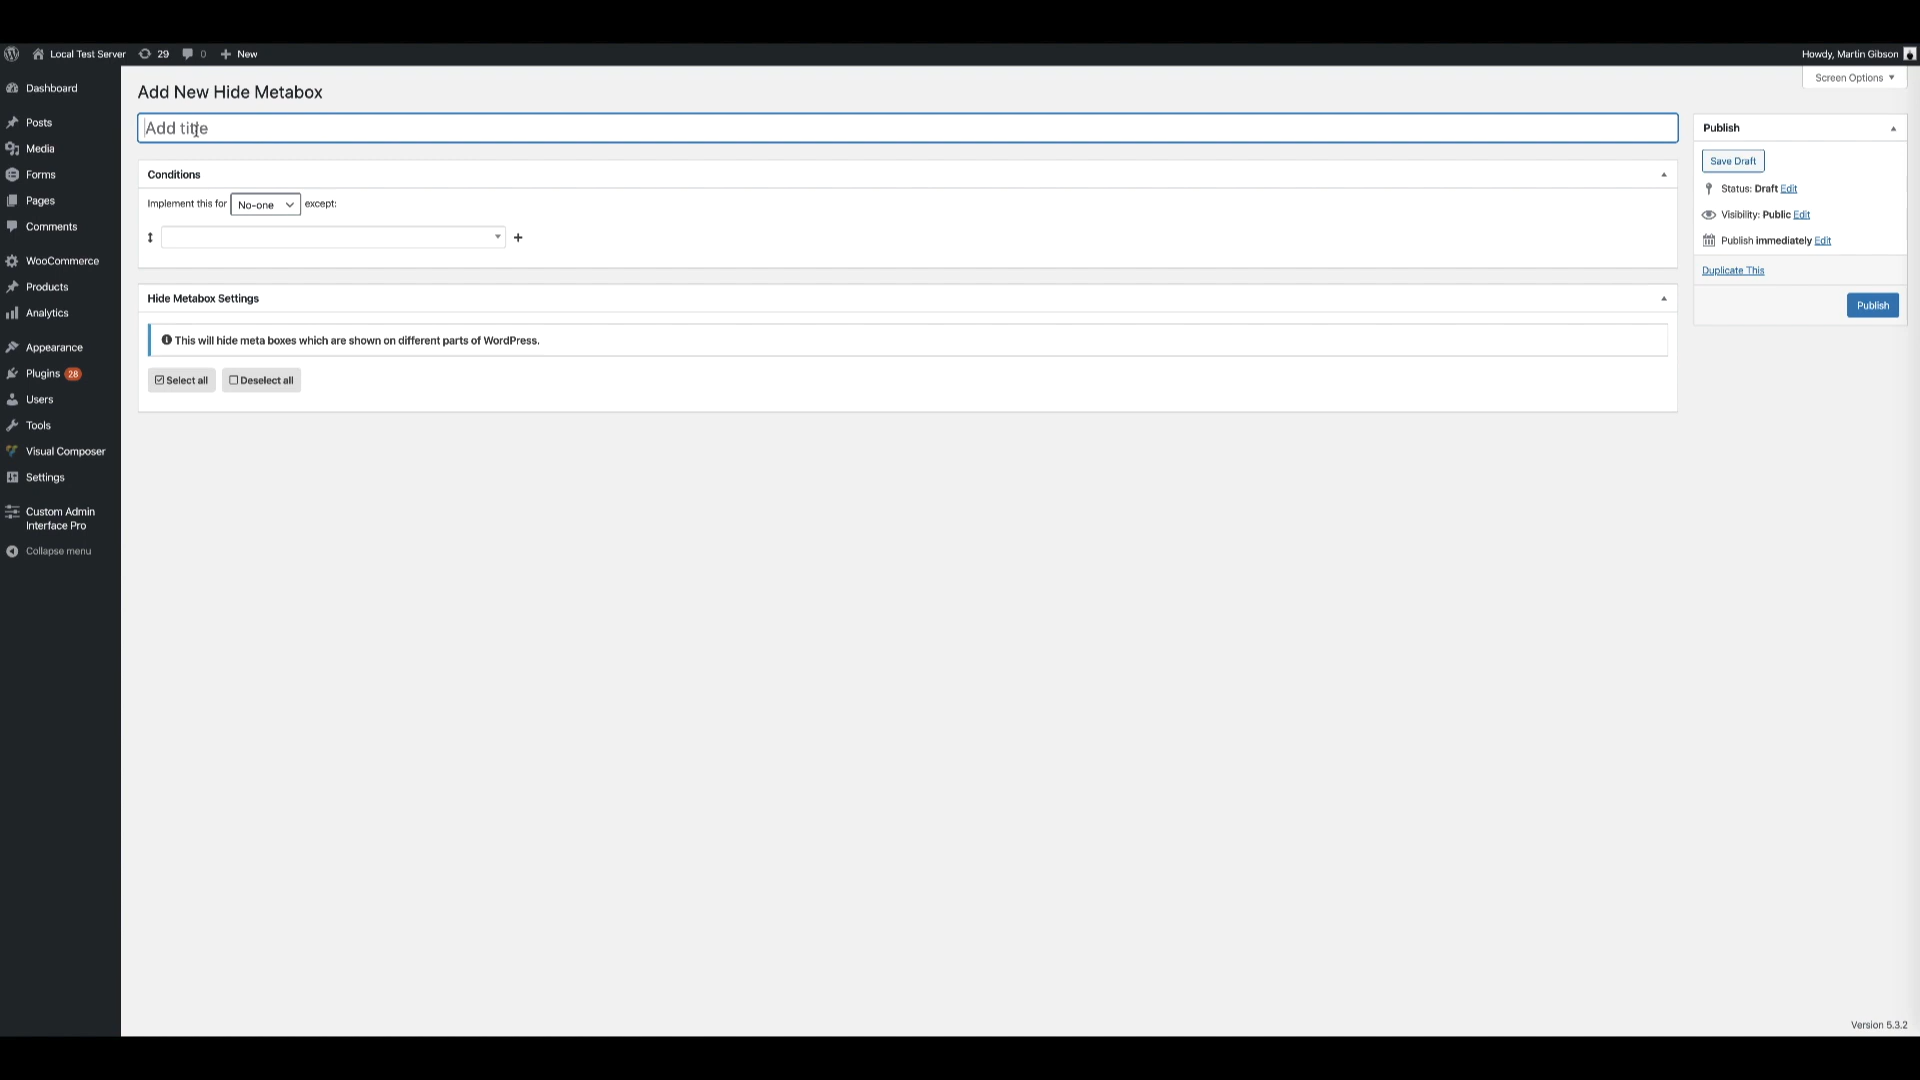 Local Test Server 29 0 New
Howdy, Martin Gibson
Screen Options
Dashboard
Posts
Media
Forms
Pages
Comments
WooCommerce
Products
Analytics
Appearance
Plugins 28
Users
Tools
Visual Composer
Settings
Custom Admin
Interface Pro
Collapse menu
Add New Hide Metabox
Add title
Conditions
Implement this for No-one except:
Hide Metabox Settings
This will hide meta boxes which are shown on different parts of WordPress.
Select all Deselect all
Publish
Save Draft
Status: Draft Edit
Visibility: Public Edit
Publish immediately Edit
Duplicate This
Publish
Version 5.3.2